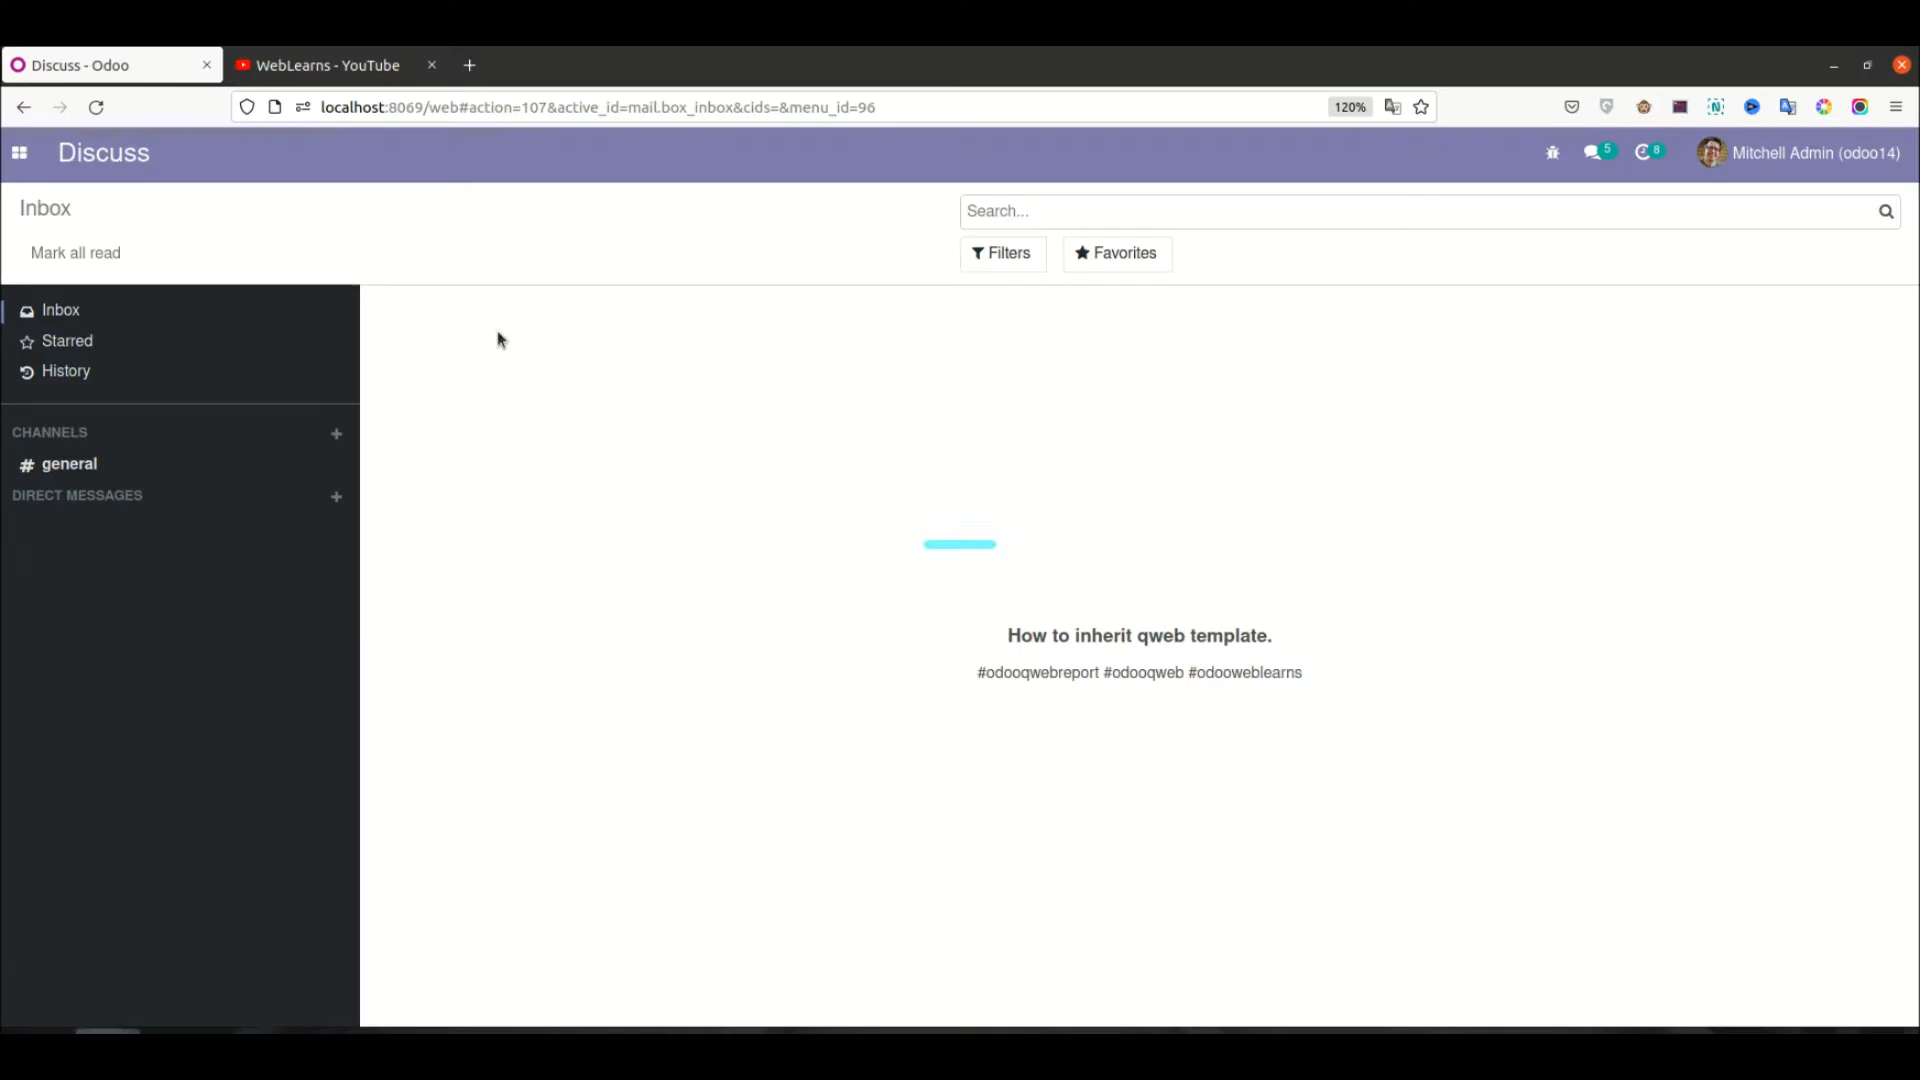 Discuss - Odoo
WebLearns - YouTube
localhost:8069/web#action=107&active_id=mail.box_inbox&cids=&menu_id=96
120%
Discuss
5
8
Mitchell Admin (odoo14)
Inbox
Search...
Mark all read
Filters
Favorites
Inbox
Starred
History
CHANNELS
# general
DIRECT MESSAGES
How to inherit qweb template.
#odooqwebreport #odooqweb #odooweblearns